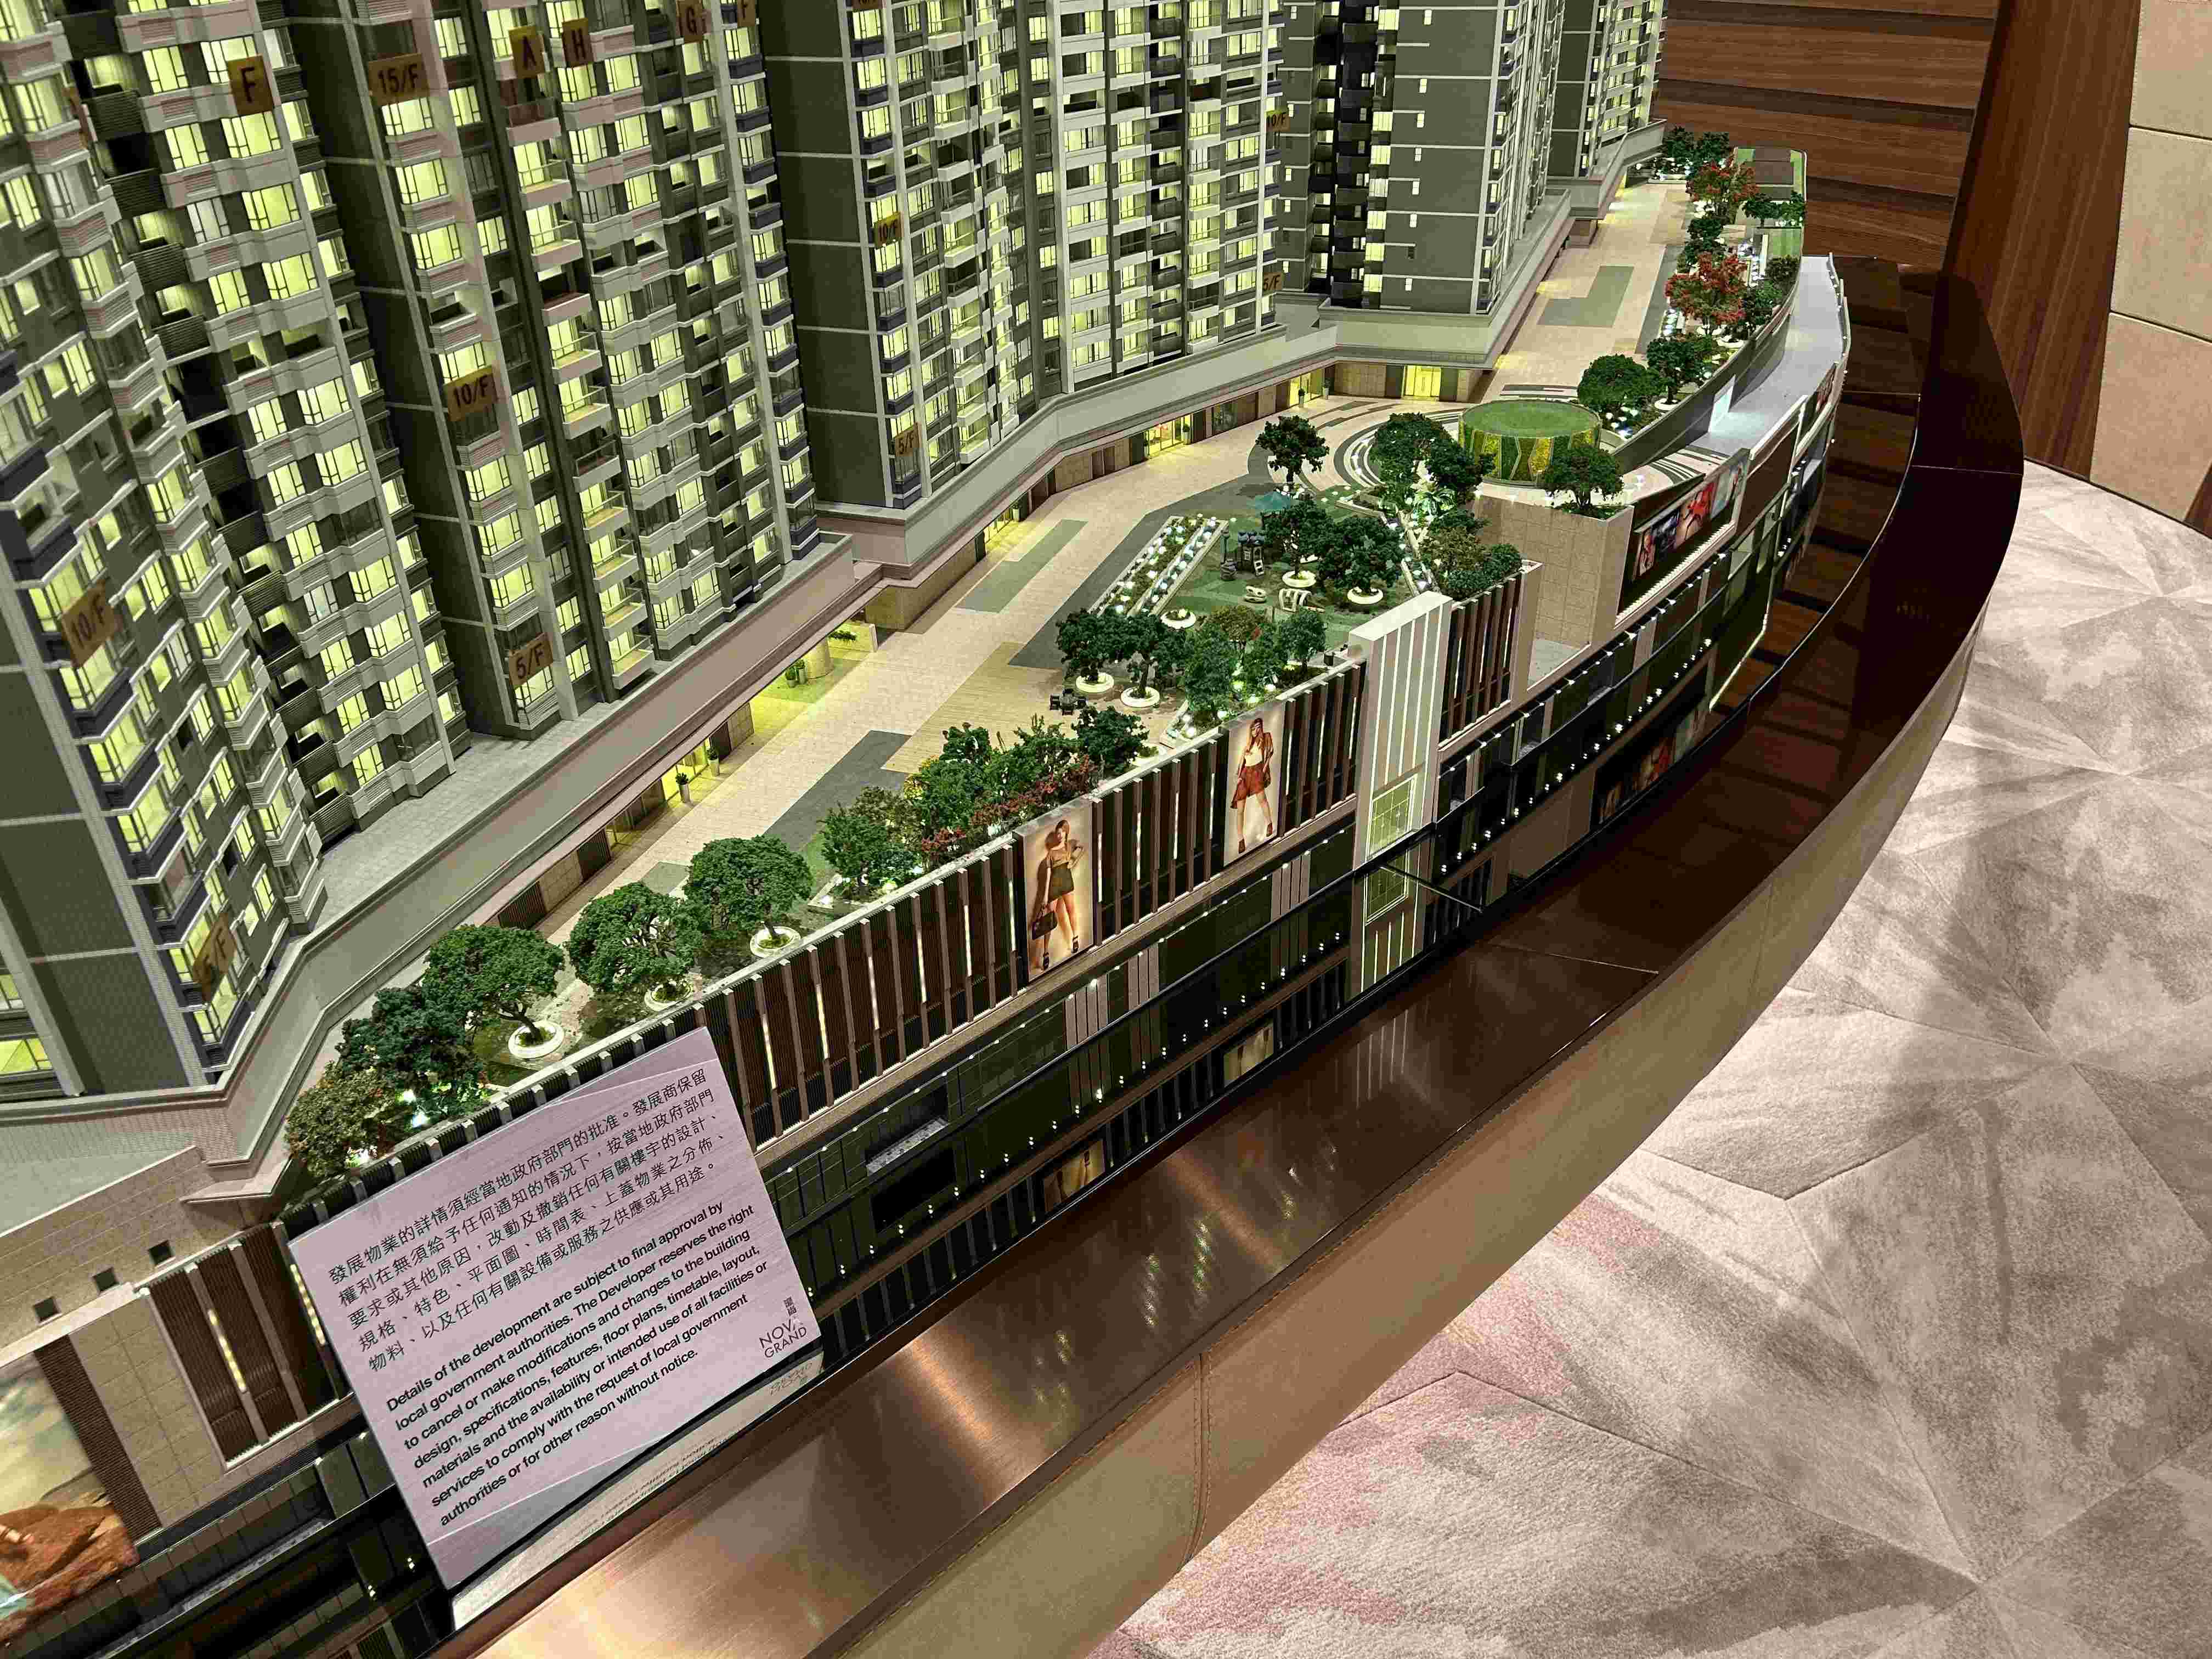 F
15/F
A
H
G
F
10/F
10/F
5/F
10/F
5/F
10/F
5/F
發展物業的詳情須經當地政府部門的批准。發展商保留
權利在無須給予任何通知的情況下，按當地政府部門
要求或其他原因，改動及撤銷任何有關樓宇的設計、
規格、特色、平面圖、時間表、上蓋物業之分佈、
物料、以及任何有關設備或服務之供應或其用途。
Details of the development are subject to final approval by
local government authorities. The Developer reserves the right
to cancel or make modifications and changes to the building
design, specifications, features, floor plans, timetable, layout,
materials and the availability or intended use of all facilities or
services to comply with the request of local government
authorities or for other reason without notice.
NOVA
GRAND